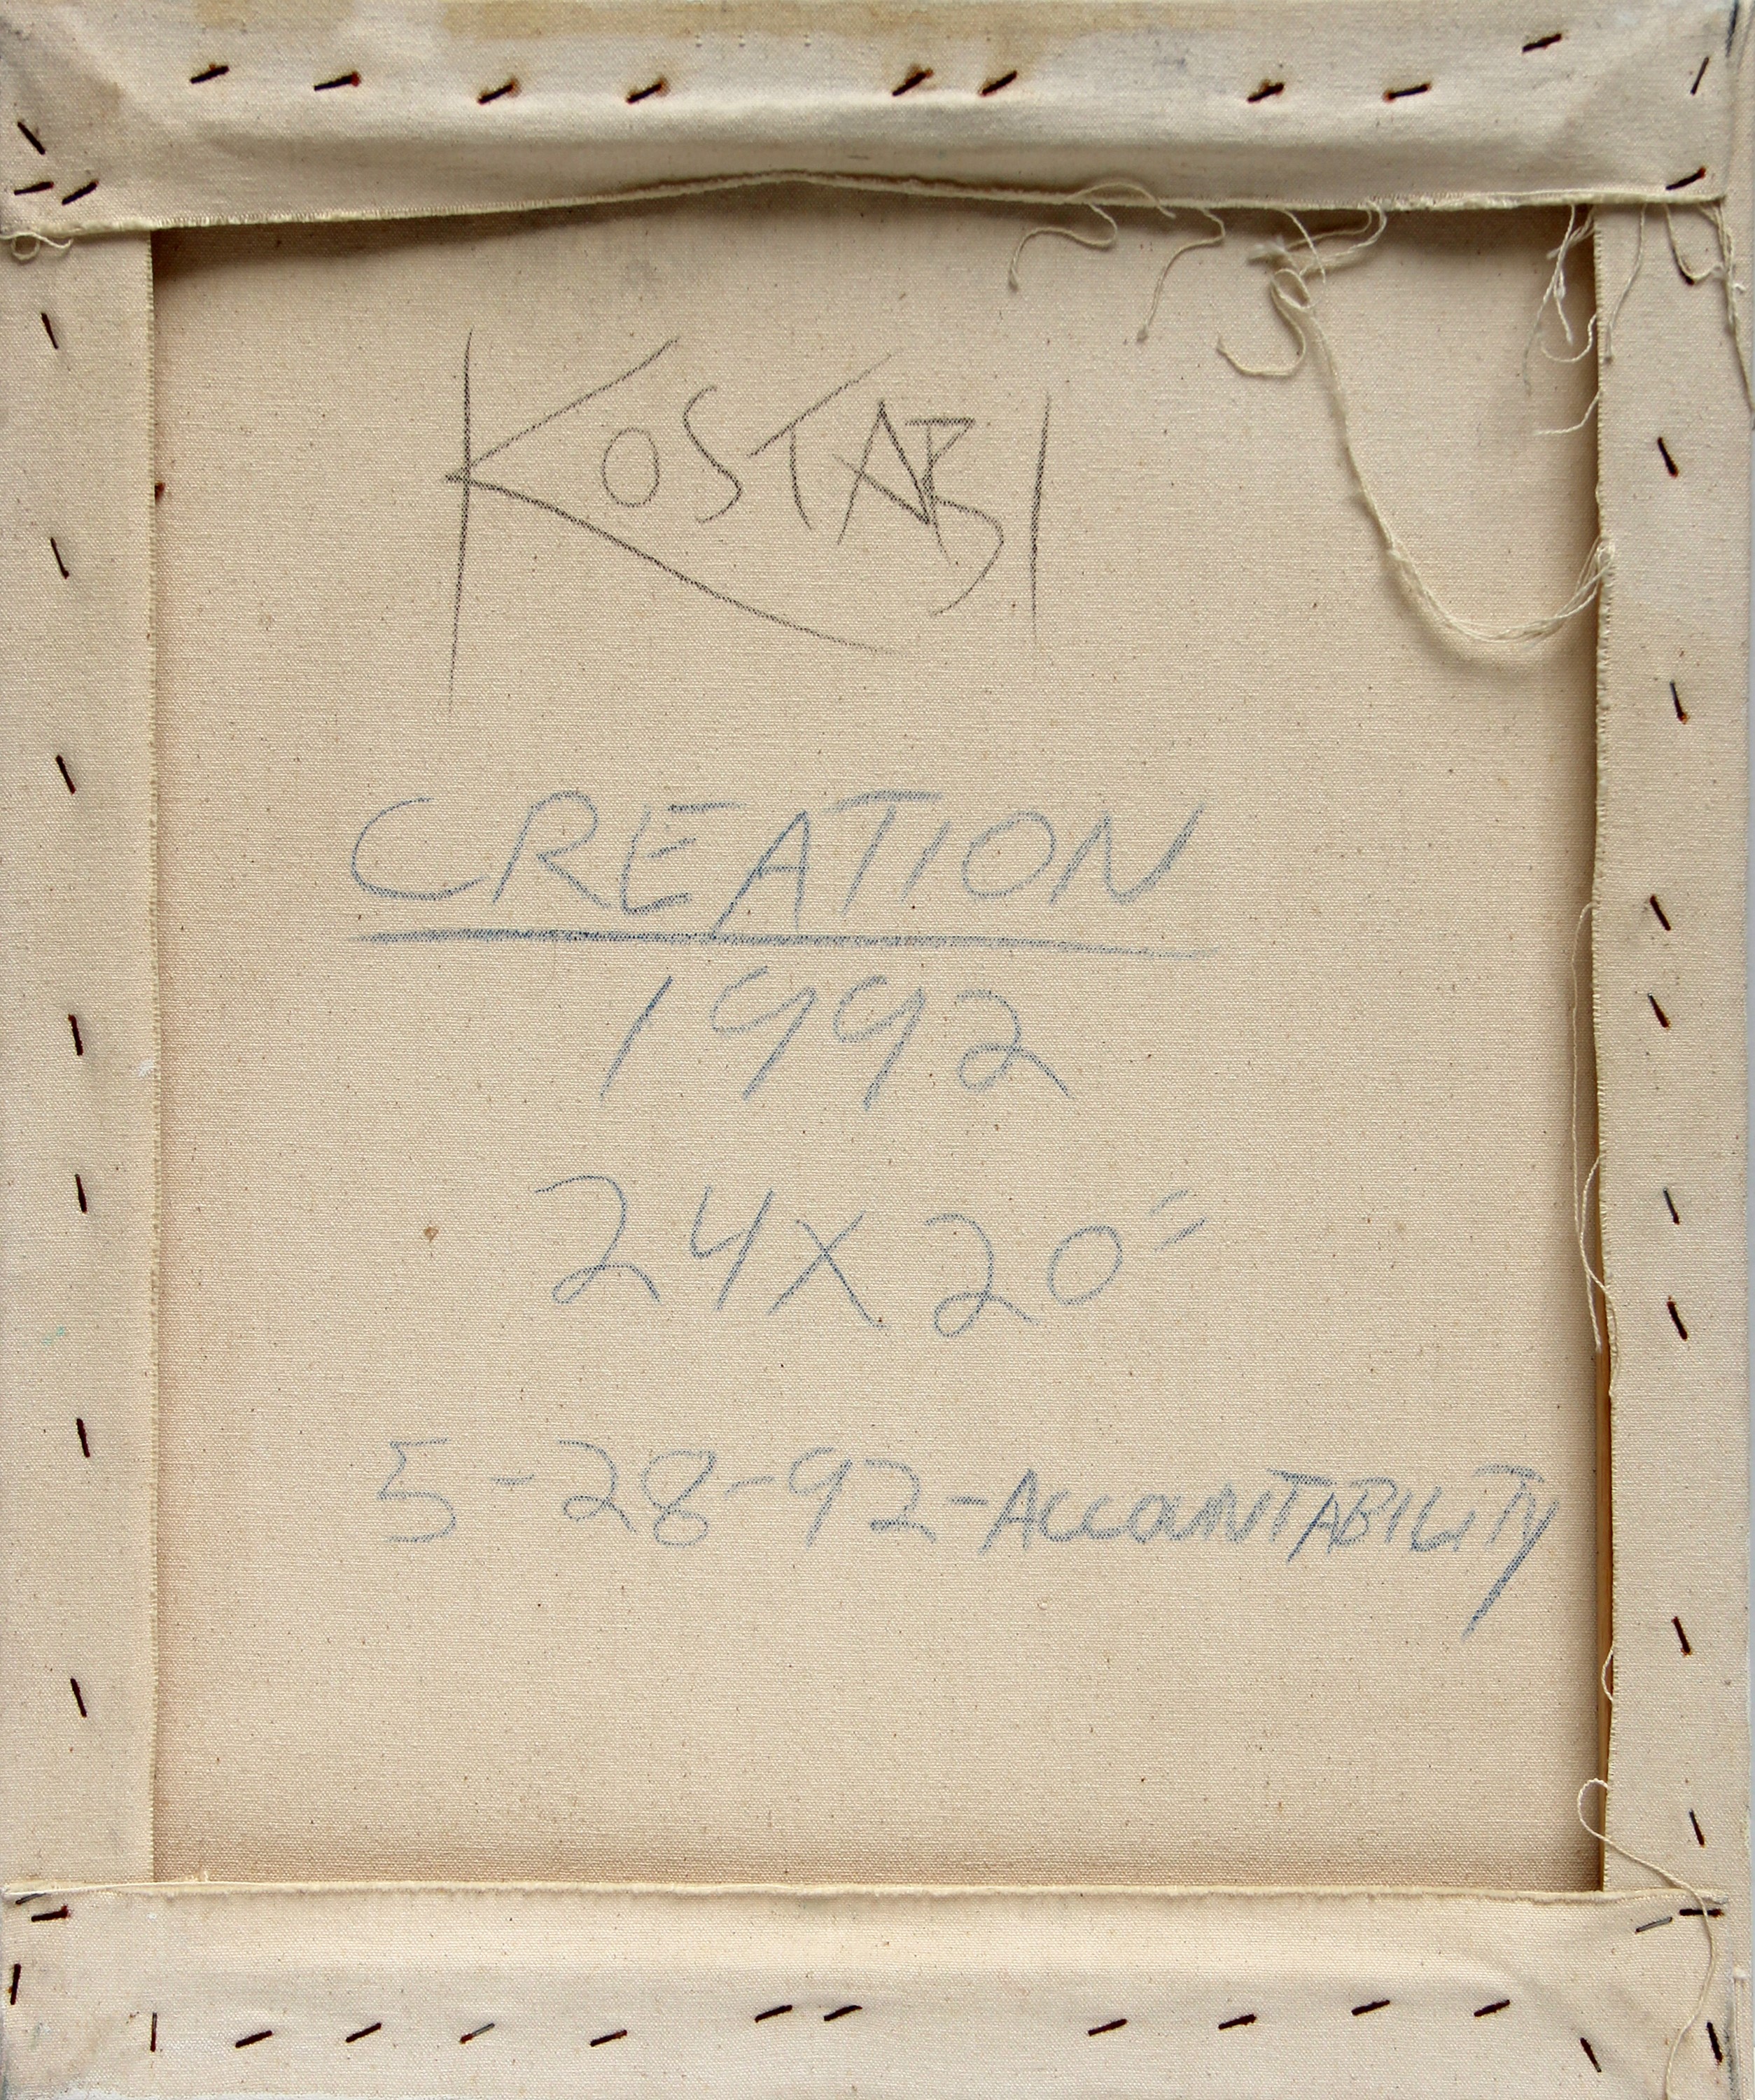 KOSTABI
CREATION
1992
24x20"
5-28-92-ACCOUNTABILITY